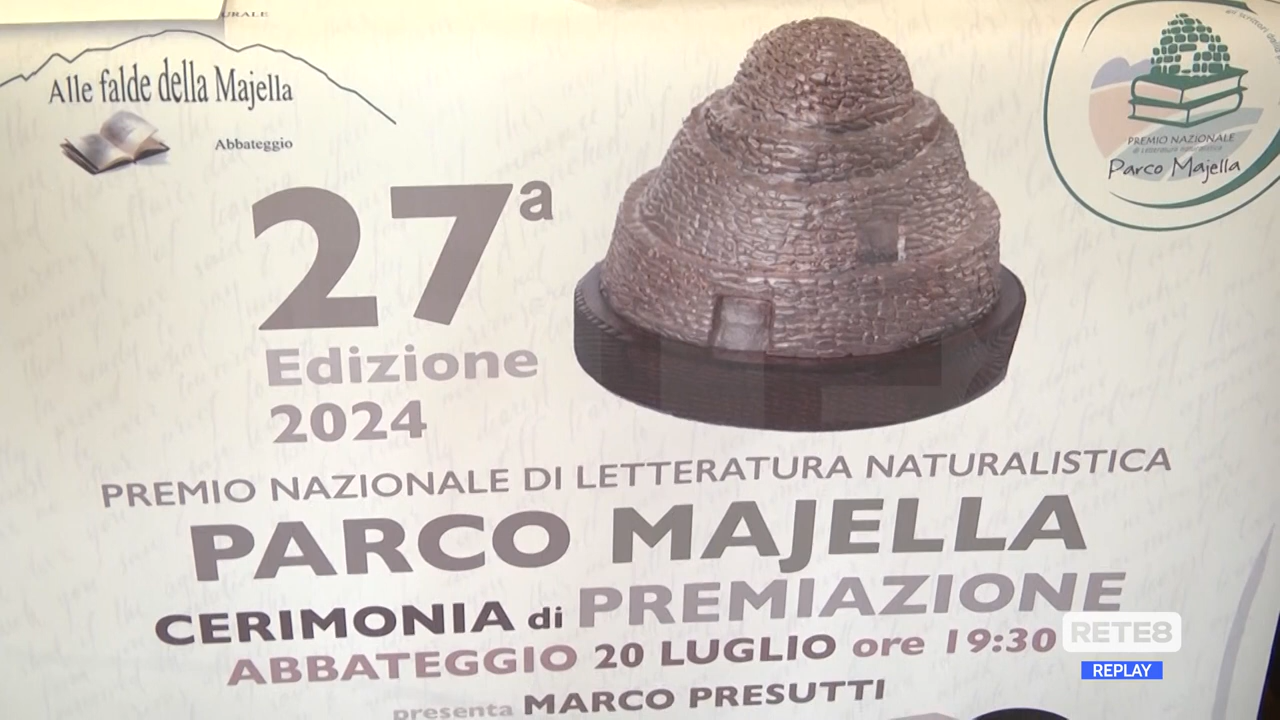 Alle falde della Majella
Abbateggio
27ª
Edizione
2024
PREMIO NAZIONALE
Parco Majella
PREMIO NAZIONALE DI LETTERATURA NATURALISTICA
PARCO MAJELLA
CERIMONIA di PREMIAZIONE
ABBATEGGIO 20 LUGLIO ore 19:30
presenta MARCO PRESUTTI
RETE8
REPLAY